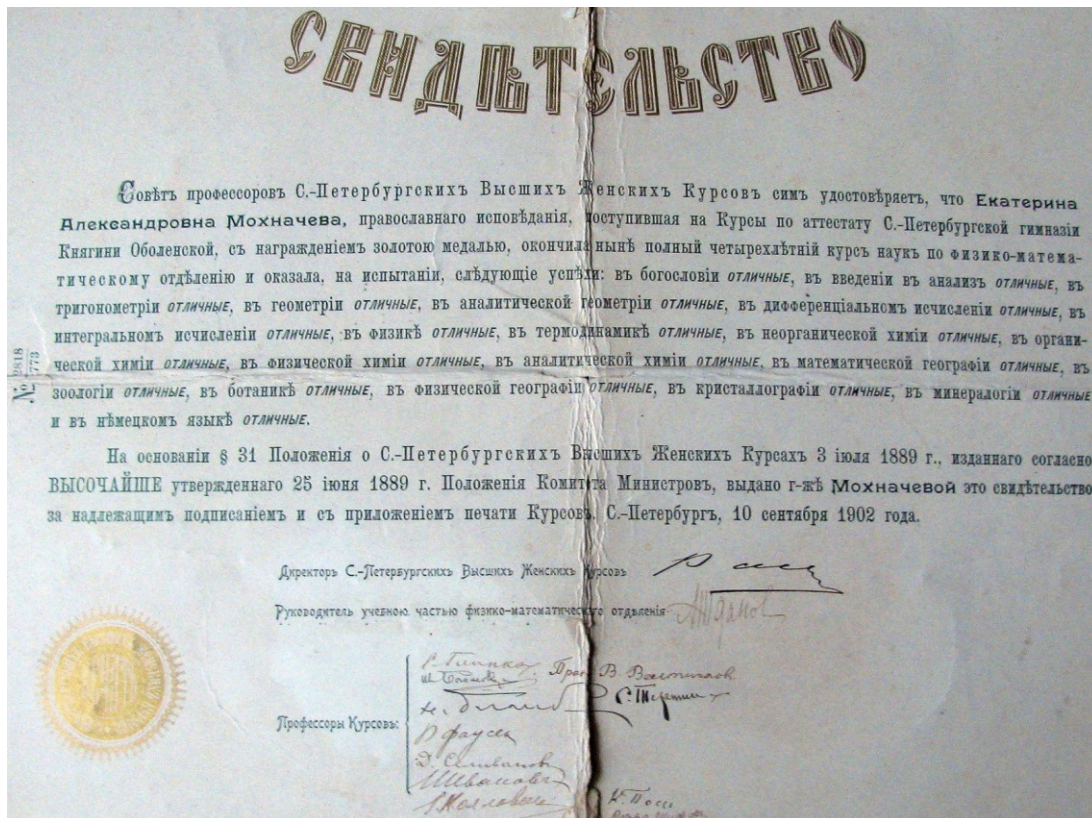 СВИДѢТЕЛЬСТВО
Совѣтъ профессоровъ С.-Петербургскихъ Высшихъ Женскихъ Курсовъ симъ удостовѣряетъ, что Екатерина
Александровна Мохначева, православнаго исповѣданія, поступившая на Курсы по аттестату С.-Петербургской гимназіи
Княгини Оболенской, съ награжденіемъ золотою медалью, окончила нынѣ полный четырехлѣтній курсъ наукъ по физико-матема-
тическому отдѣленію и оказала, на испытаніи, слѣдующіе успѣхи: въ богословіи отличные, въ введеніи въ анализъ отличные, въ
тригонометріи отличные, въ геометріи отличные, въ аналитической геометріи отличные, въ дифференціальномъ исчисленіи отличные, въ
интегральномъ исчисленіи отличные, въ физикѣ отличные, въ термодинамикѣ отличные, въ неорганической химіи отличные, въ органи-
ческой химіи отличные, въ физической химіи отличные, въ аналитической химіи отличные, въ математической географіи отличные, въ
зоологіи отличные, въ ботаникѣ отличные, въ физической географіи отличные, въ кристаллографіи отличные, въ минералогіи отличные
и въ нѣмецкомъ языкѣ отличные.
№ 2818
773
На основаніи § 31 Положенія о С.-Петербургскихъ Высшихъ Женскихъ Курсахъ 3 іюля 1889 г., изданнаго согласно
ВЫСОЧАЙШЕ утвержденнаго 25 іюня 1889 г. Положенія Комитета Министровъ, выдано г-жѣ Мохначевой это свидѣтельство
за надлежащимъ подписаніемъ и съ приложеніемъ печати Курсовъ. С.-Петербургъ, 10 сентября 1902 года.
Директоръ С.-Петербургскихъ Высшихъ Женскихъ Курсовъ
Руководитель учебною частью физико-математическаго отдѣленія
Профессоры Курсовъ:
С. Глинка
В. Фаусек
Д. Селивановъ
И. Ивановъ
К. Поссе